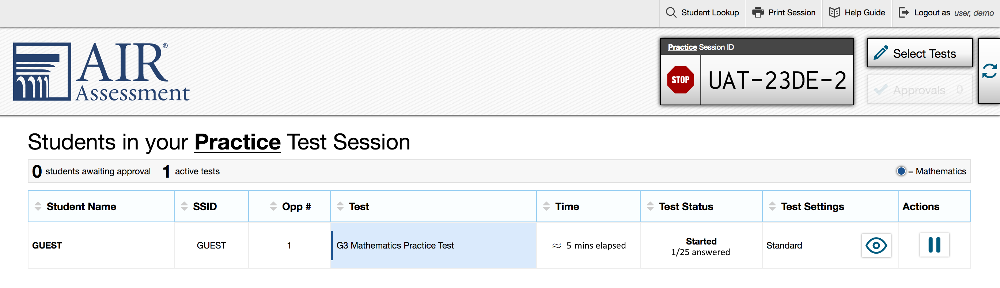 Student Lookup Print Session Help Guide Logout as user, demo
AIR®
Assessment
Practice Session ID
STOP UAT-23DE-2
Select Tests
Approvals 0
Students in your Practice Test Session
0 students awaiting approval 1 active tests = Mathematics
Student Name SSID Opp # Test Time Test Status Test Settings Actions
GUEST GUEST 1 G3 Mathematics Practice Test ≈ 5 mins elapsed Started Standard
1/25 answered